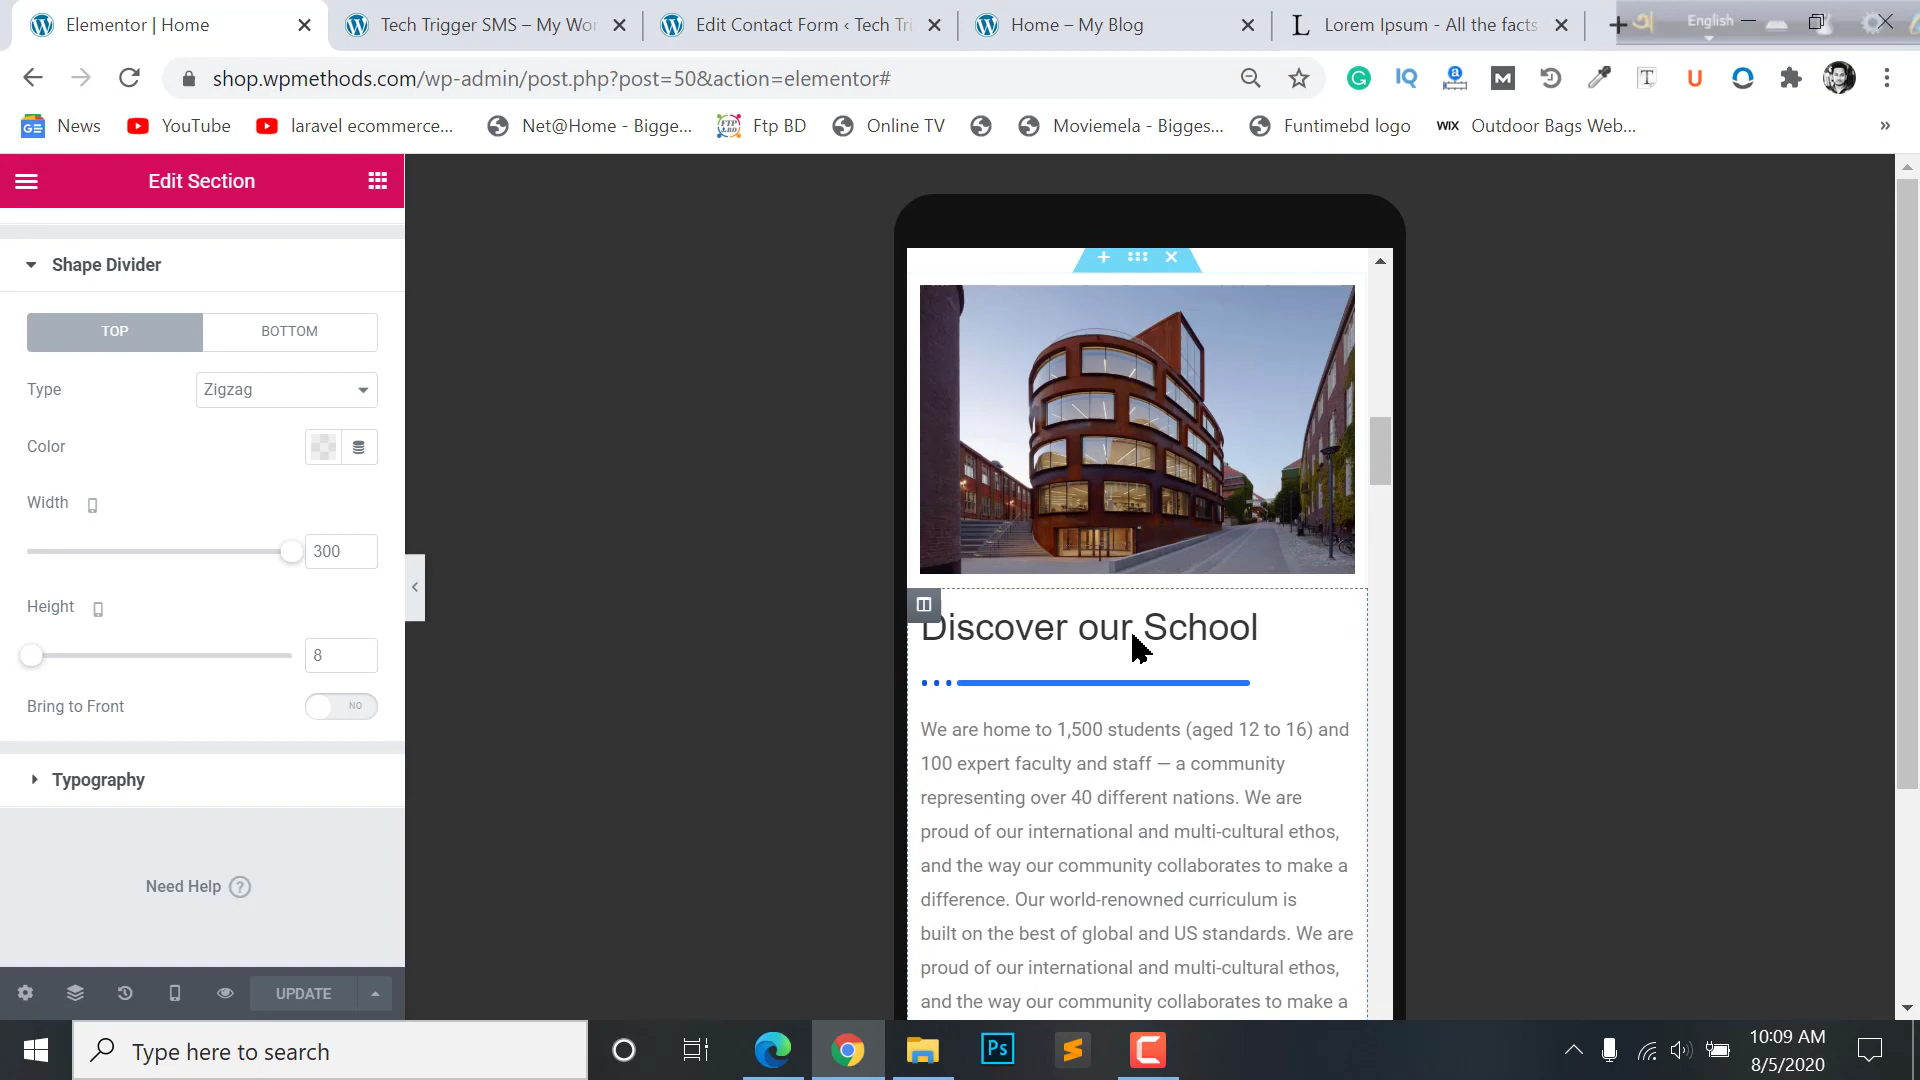 Elementor | Home
Tech Trigger SMS – My Wor
Edit Contact Form ‹ Tech Tri
Home – My Blog
Lorem Ipsum - All the facts
English
shop.wpmethods.com/wp-admin/post.php?post=50&action=elementor#
News
YouTube
laravel ecommerce...
Net@Home - Bigge...
Ftp BD
Online TV
Moviemela - Bigges...
Funtimebd logo
WIX
Outdoor Bags Web...
Edit Section
Shape Divider
TOP
BOTTOM
Type
Zigzag
Color
Width
300
Height
8
Bring to Front
NO
Typography
Need Help
UPDATE
Discover our School
We are home to 1,500 students (aged 12 to 16) and
100 expert faculty and staff — a community
representing over 40 different nations. We are
proud of our international and multi-cultural ethos,
and the way our community collaborates to make a
difference. Our world-renowned curriculum is
built on the best of global and US standards. We are
proud of our international and multi-cultural ethos,
and the way our community collaborates to make a
Type here to search
Ps
10:09 AM
8/5/2020